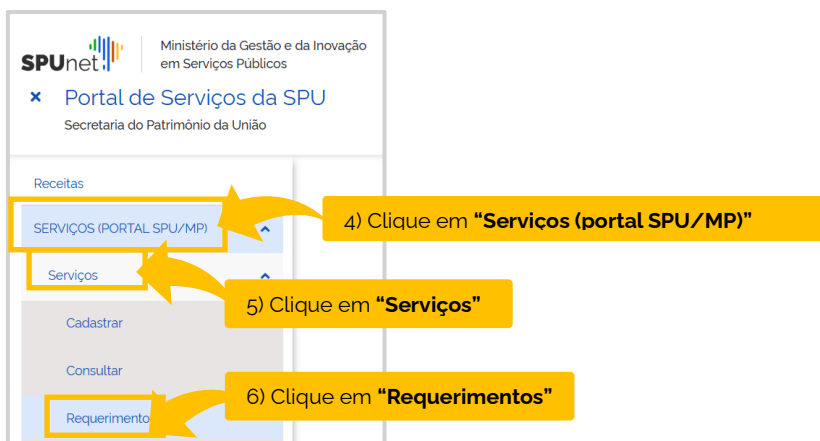 SPUnet
Ministério da Gestão e da Inovação
em Serviços Públicos
× Portal de Serviços da SPU
Secretaria do Patrimônio da União
Receitas
SERVIÇOS (PORTAL SPU/MP)
4) Clique em “Serviços (portal SPU/MP)”
Serviços
5) Clique em “Serviços”
Cadastrar
Consultar
6) Clique em “Requerimentos”
Requerimento